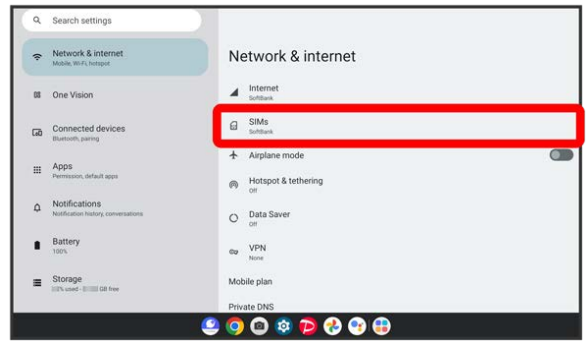 Search settings
Network & internet
Mobile, Wi-Fi, hotspot
One Vision
Connected devices
Bluetooth, pairing
Apps
Permission, default apps
Notifications
Notification history, conversations
Battery
100%
Storage
% used - GB free
Network & internet
Internet
SoftBank
SIMs
SoftBank
Airplane mode
Hotspot & tethering
Off
Data Saver
Off
VPN
None
Mobile plan
Private DNS